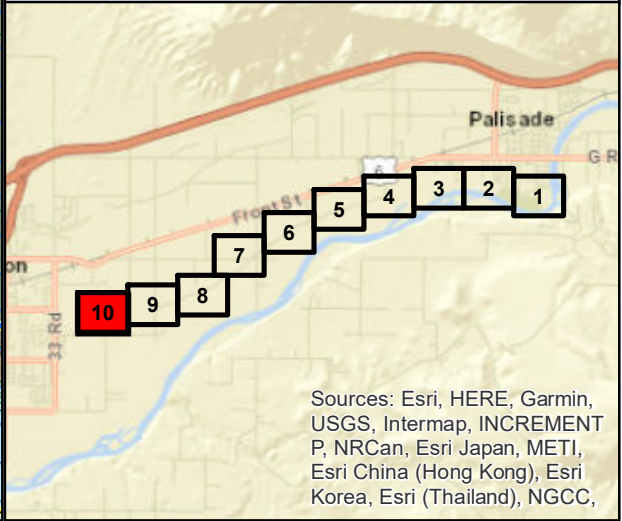 Palisade
G R
6
3
2
1
4
Front St
5
6
7
on
8
9
10
33 Rd
Sources: Esri, HERE, Garmin,
USGS, Intermap, INCREMENT
P, NRCan, Esri Japan, METI,
Esri China (Hong Kong), Esri
Korea, Esri (Thailand), NGCC,